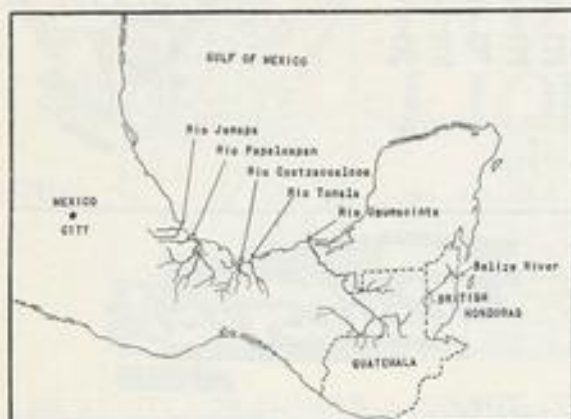 GULF OF MEXICO
Rio Jamapa
Rio Papaloapan
Rio Coatzacoalcos
Rio Tonala
Rio Usumacinta
MEXICO
CITY
Belize River
BRITISH
HONDURAS
GUATEMALA